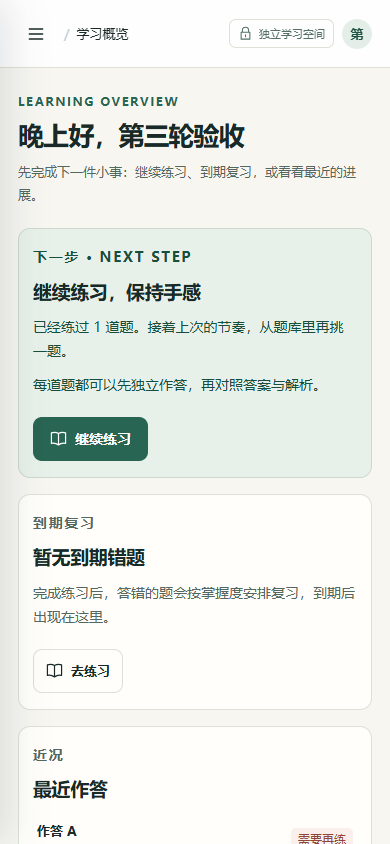 / 学习概览
独立学习空间
第
LEARNING OVERVIEW
晚上好，第三轮验收
先完成下一件小事：继续练习、到期复习，或看看最近的进
展。
下一步 • NEXT STEP
继续练习，保持手感
已经练过 1 道题。接着上次的节奏，从题库里再挑
一题。
每道题都可以先独立作答，再对照答案与解析。
继续练习
到期复习
暂无到期错题
完成练习后，答错的题会按掌握度安排复习，到期后
出现在这里。
去练习
近况
最近作答
作答 A
需要再练